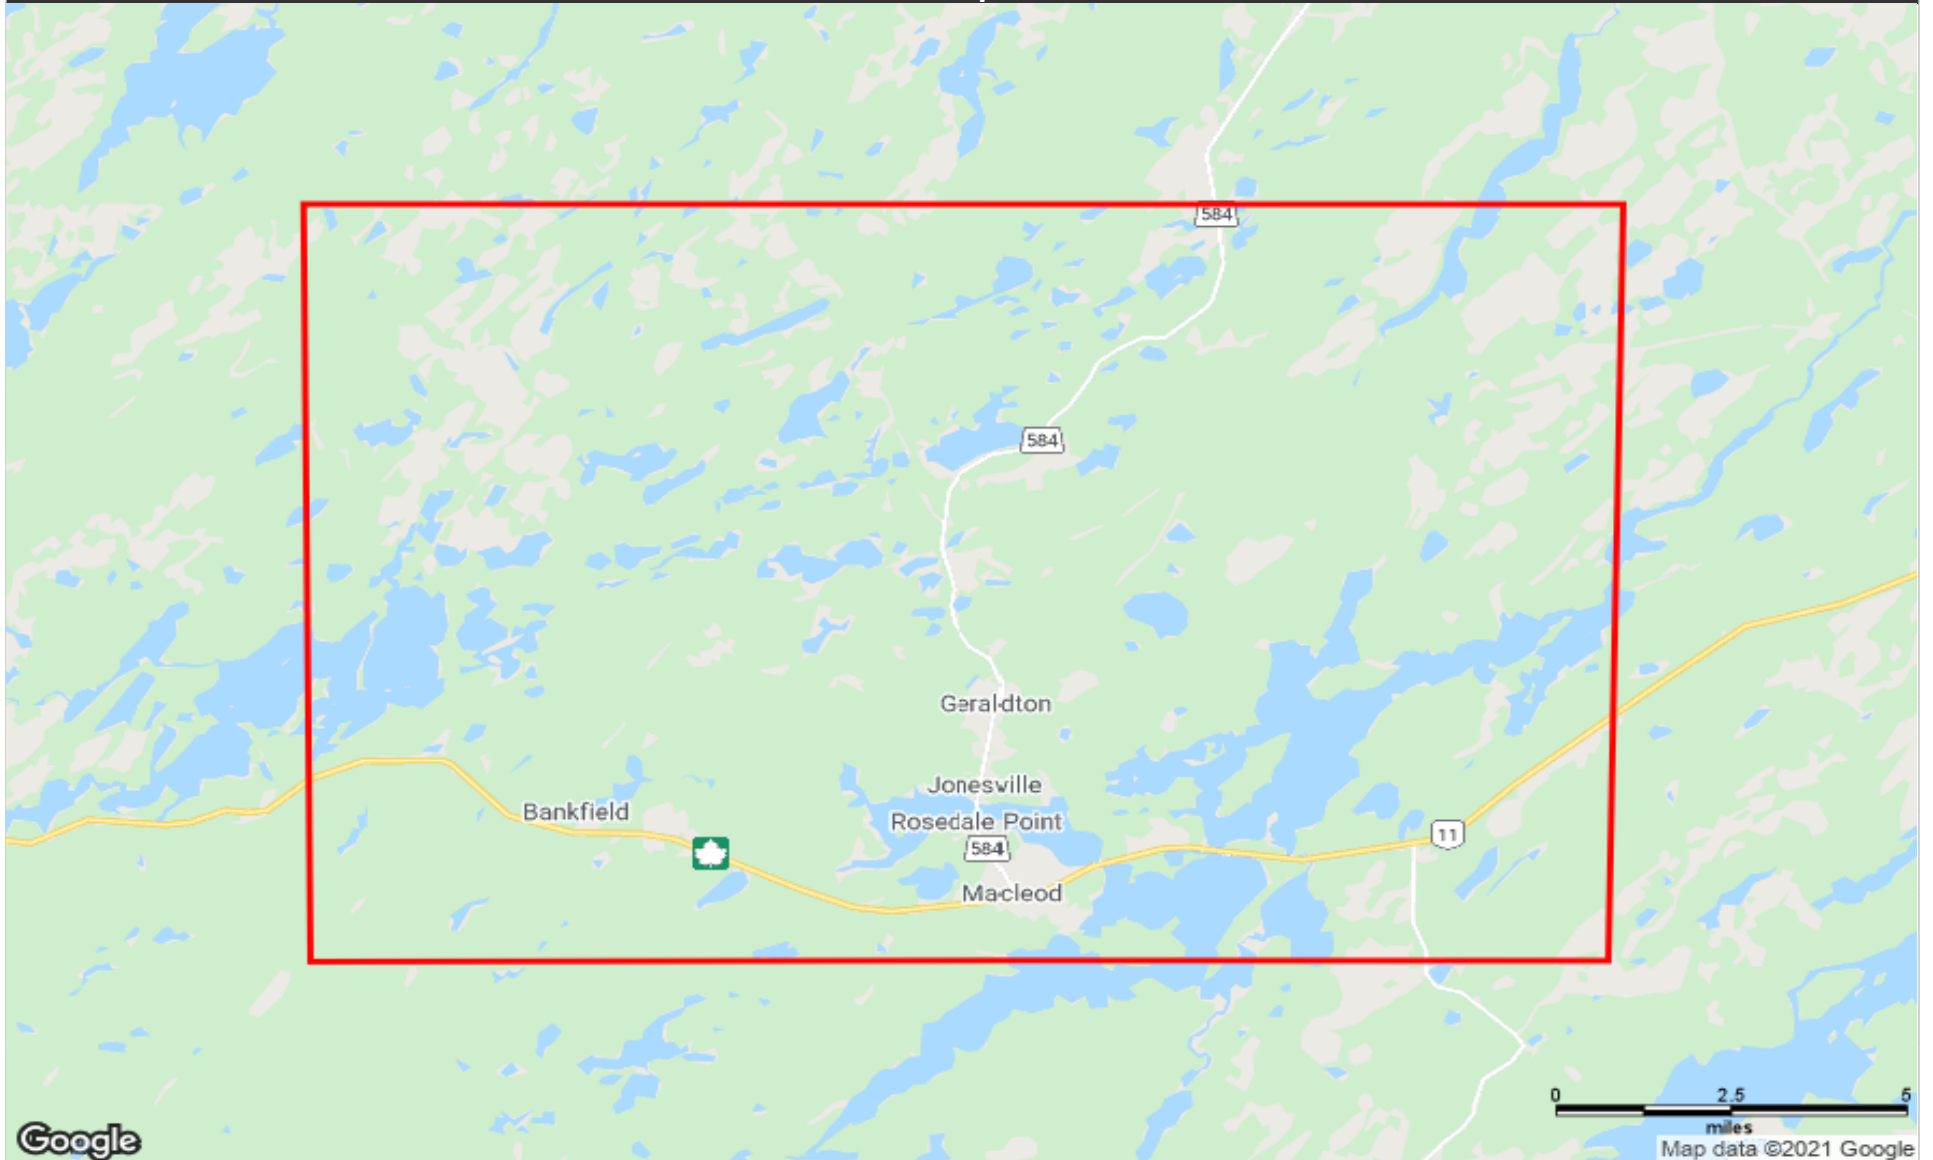 584
584
Geraldton
Jonesville
Bankfield
Rosedale Point
11
584
Macleod
0 2.5 5
miles
Google
Map data ©2021 Google